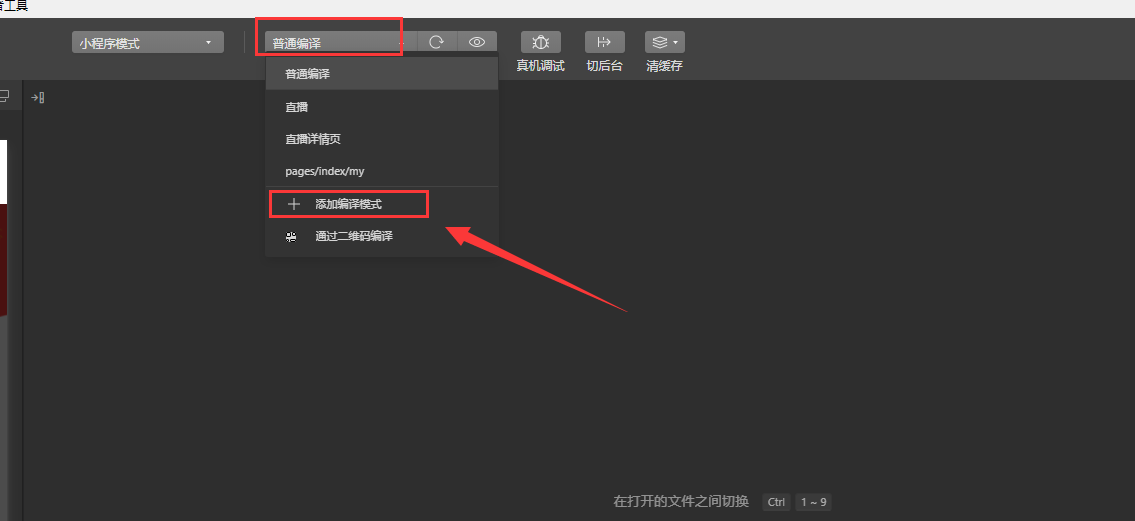 音工具
小程序模式
普通编译
真机调试
切后台
清缓存
普通编译
直播
直播详情页
pages/index/my
添加编译模式
通过二维码编译
在打开的文件之间切换 Ctrl 1 ~ 9